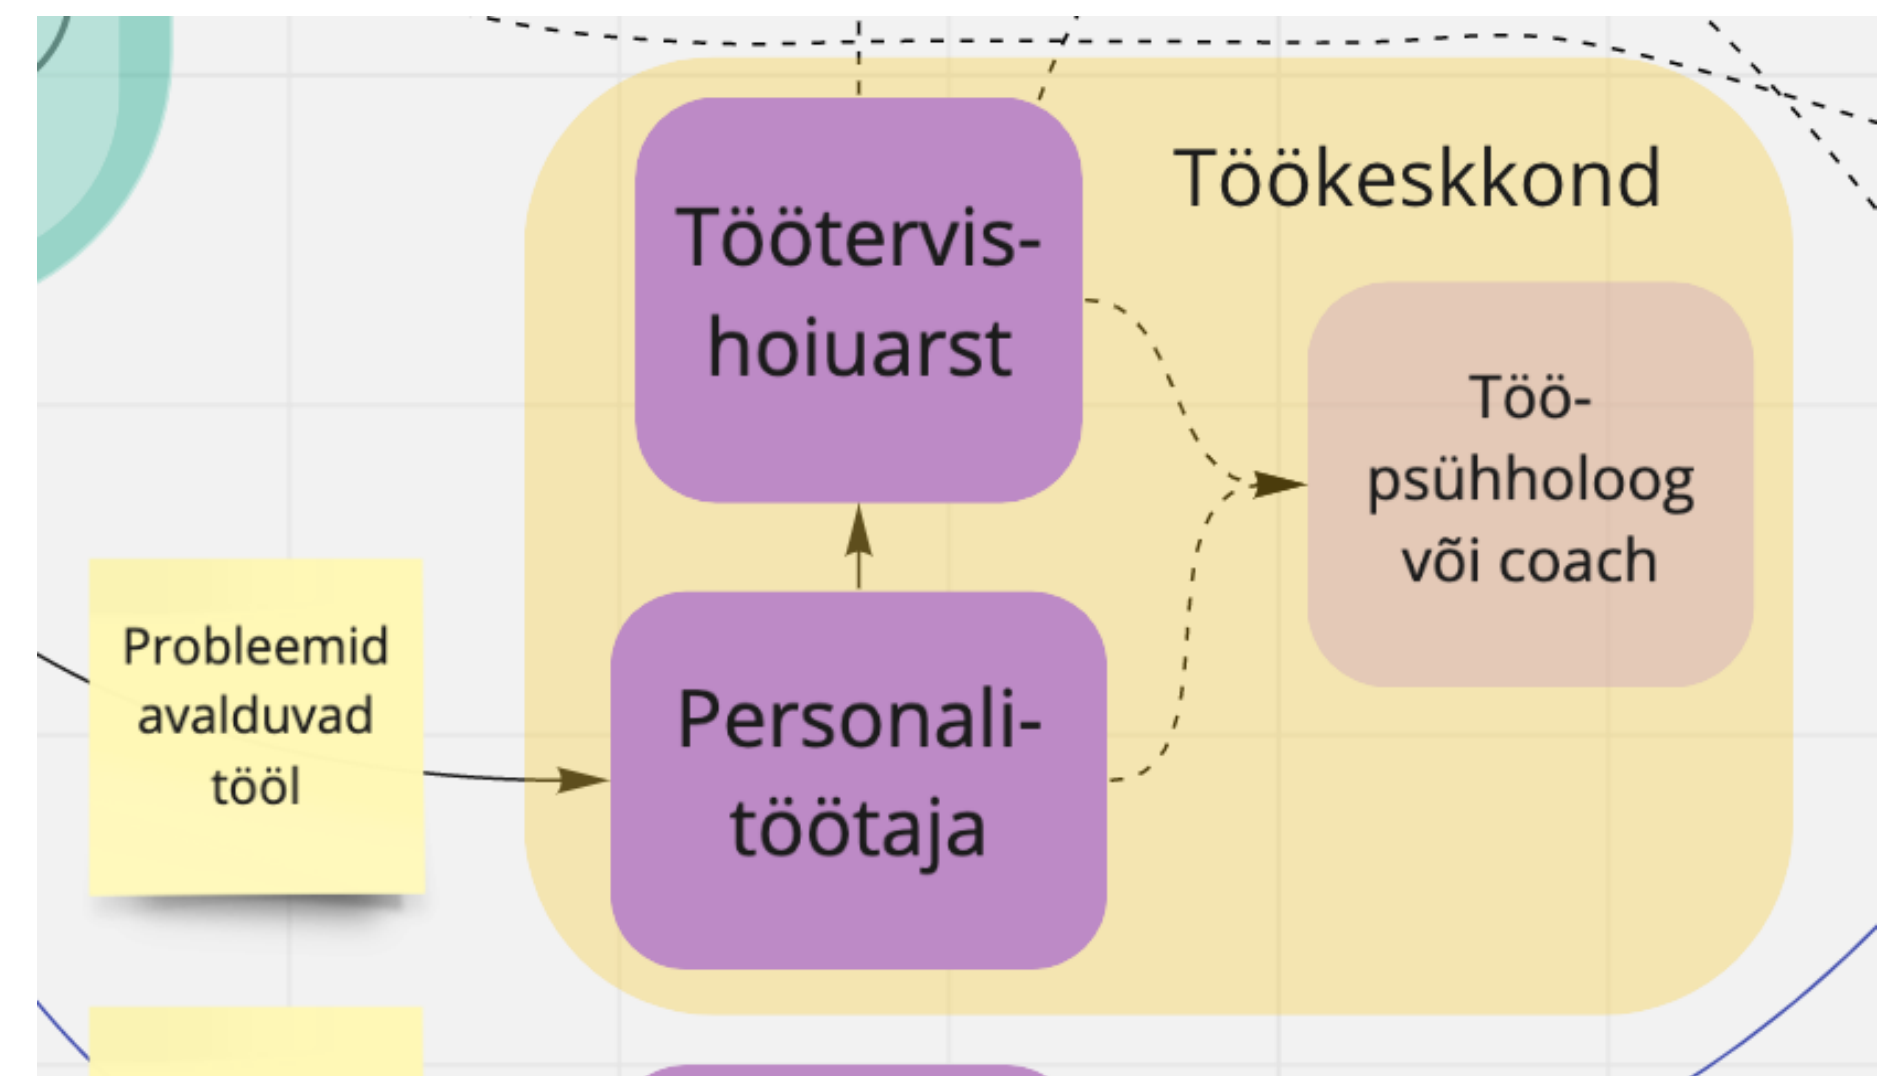 Töökeskkond
Töötervis-
hoiuarst
Töö-
psühholoog
või coach
Probleemid
avalduvad
tööl
Personali-
töötaja